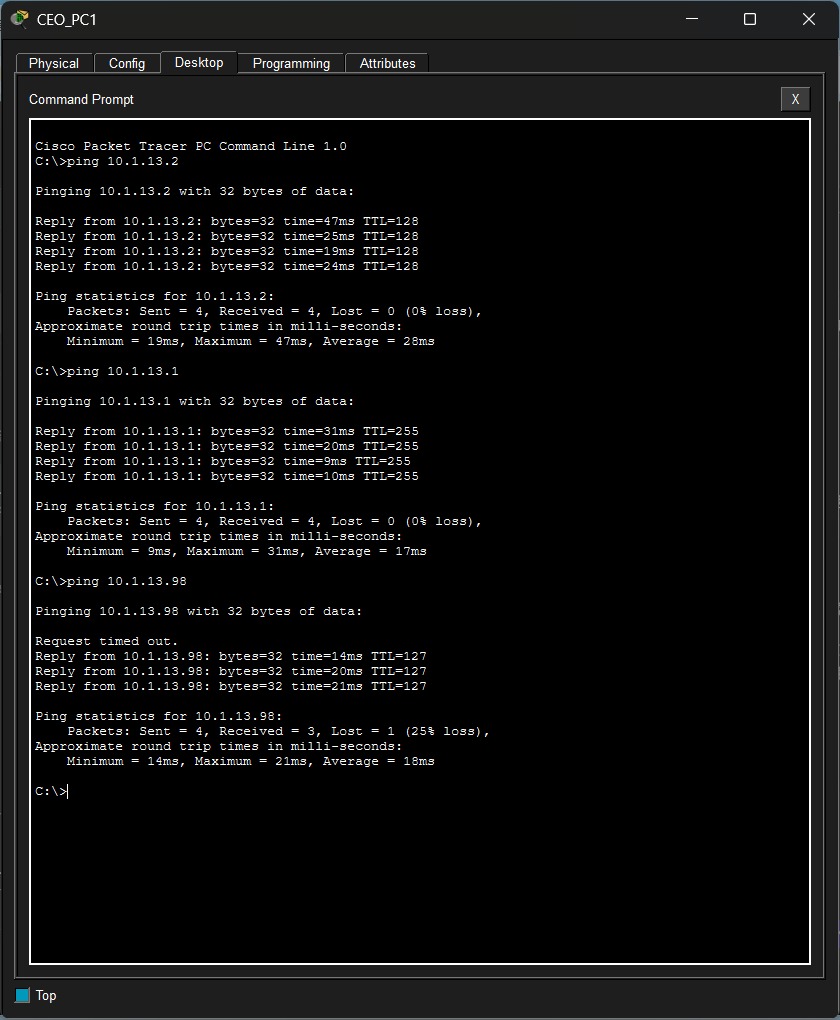 CEO_PC1
Physical Config Desktop Programming Attributes
Command Prompt X
Cisco Packet Tracer PC Command Line 1.0
C:\>ping 10.1.13.2
Pinging 10.1.13.2 with 32 bytes of data:
Reply from 10.1.13.2: bytes=32 time=47ms TTL=128
Reply from 10.1.13.2: bytes=32 time=25ms TTL=128
Reply from 10.1.13.2: bytes=32 time=19ms TTL=128
Reply from 10.1.13.2: bytes=32 time=24ms TTL=128
Ping statistics for 10.1.13.2:
Packets: Sent = 4, Received = 4, Lost = 0 (0% loss),
Approximate round trip times in milli-seconds:
Minimum = 19ms, Maximum = 47ms, Average = 28ms
C:\>ping 10.1.13.1
Pinging 10.1.13.1 with 32 bytes of data:
Reply from 10.1.13.1: bytes=32 time=31ms TTL=255
Reply from 10.1.13.1: bytes=32 time=20ms TTL=255
Reply from 10.1.13.1: bytes=32 time=9ms TTL=255
Reply from 10.1.13.1: bytes=32 time=10ms TTL=255
Ping statistics for 10.1.13.1:
Packets: Sent = 4, Received = 4, Lost = 0 (0% loss),
Approximate round trip times in milli-seconds:
Minimum = 9ms, Maximum = 31ms, Average = 17ms
C:\>ping 10.1.13.98
Pinging 10.1.13.98 with 32 bytes of data:
Request timed out.
Reply from 10.1.13.98: bytes=32 time=14ms TTL=127
Reply from 10.1.13.98: bytes=32 time=20ms TTL=127
Reply from 10.1.13.98: bytes=32 time=21ms TTL=127
Ping statistics for 10.1.13.98:
Packets: Sent = 4, Received = 3, Lost = 1 (25% loss),
Approximate round trip times in milli-seconds:
Minimum = 14ms, Maximum = 21ms, Average = 18ms
C:\>
Top